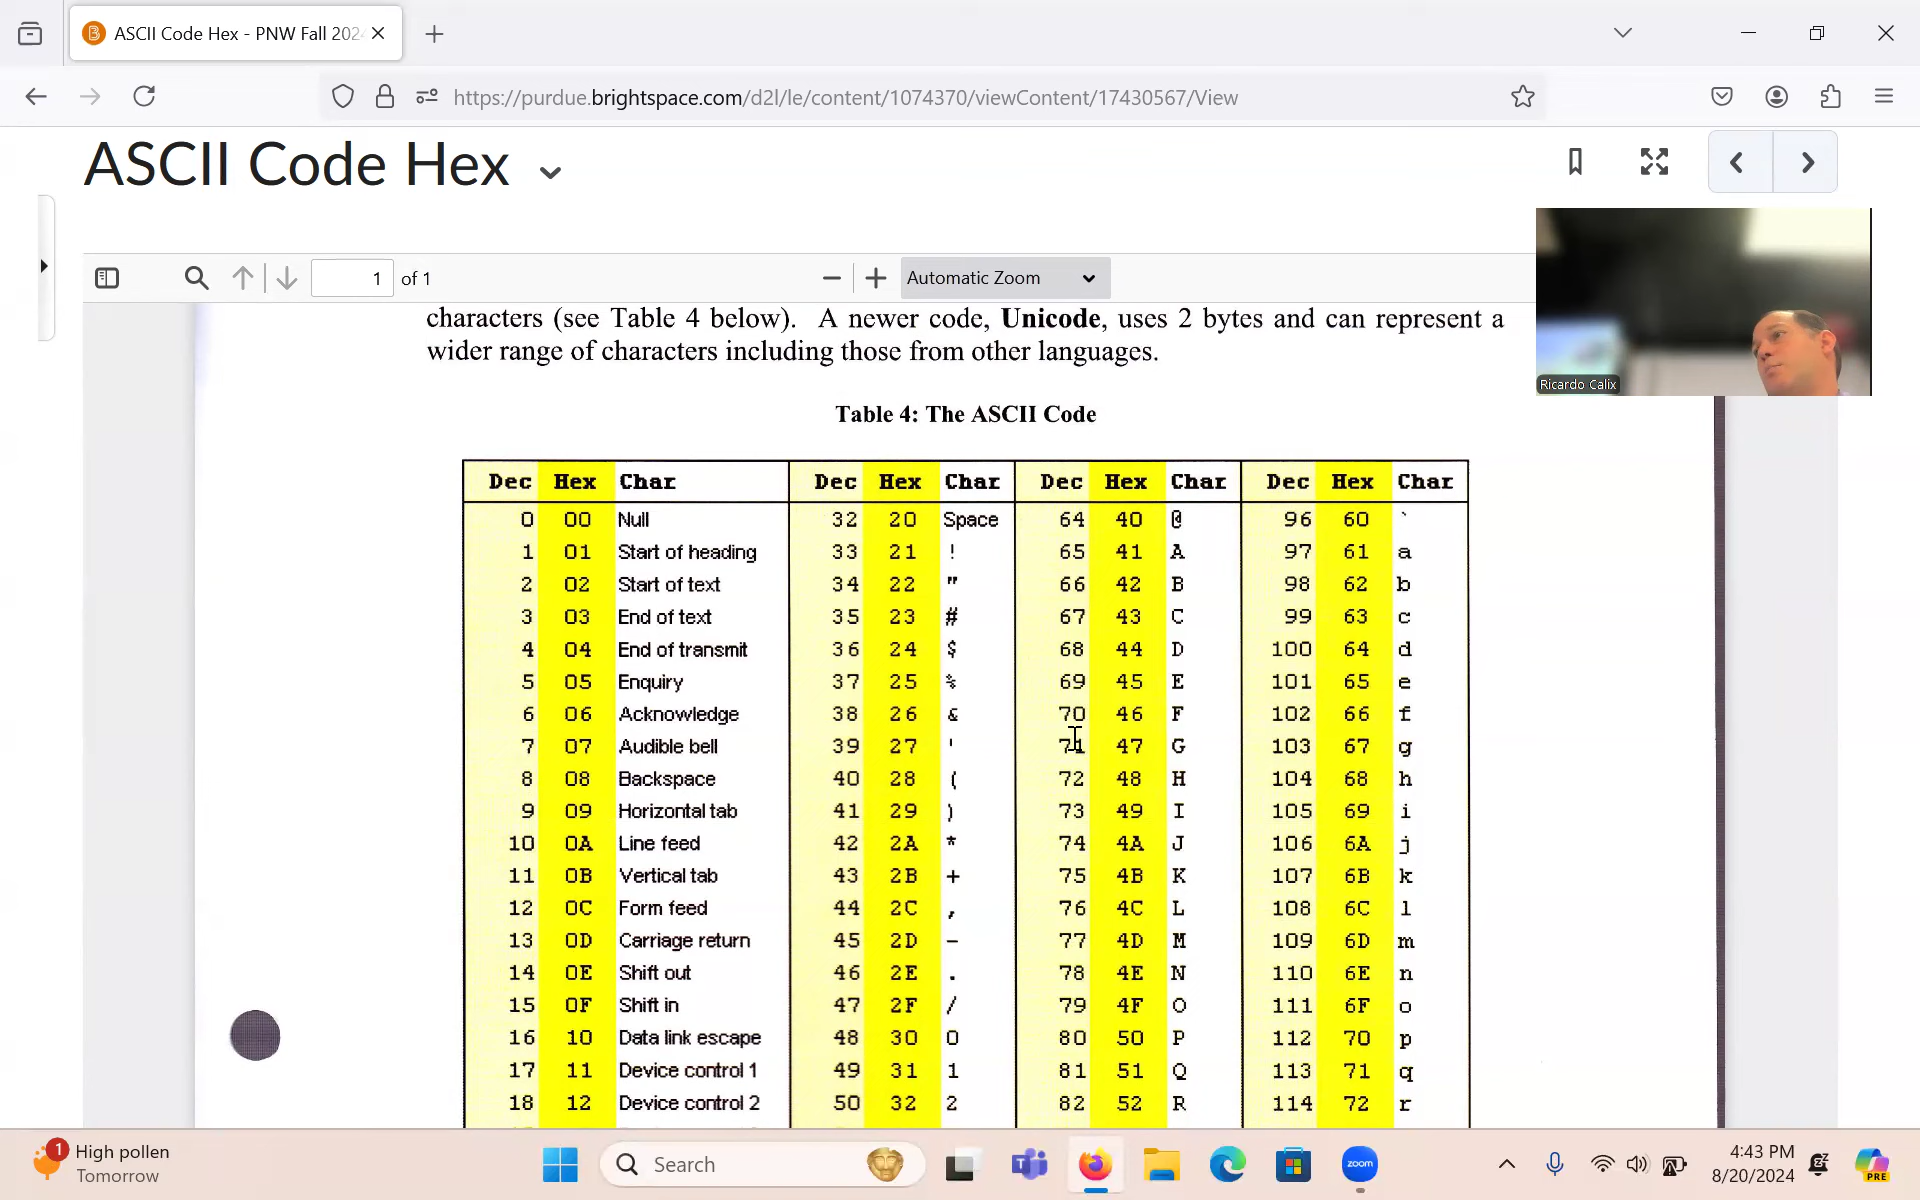 ASCII Code Hex - PNW Fall 202
https://purdue.brightspace.com/d2l/le/content/1074370/viewContent/17430567/View
ASCII Code Hex
1 of 1
Automatic Zoom
Ricardo Calix
characters (see Table 4 below). A newer code, Unicode, uses 2 bytes and can represent a
wider range of characters including those from other languages.
Table 4: The ASCII Code
Dec Hex Char Dec Hex Char Dec Hex Char Dec Hex Char
0 00 Null 32 20 Space 64 40 @ 96 60 `
1 01 Start of heading 33 21 ! 65 41 A 97 61 a
2 02 Start of text 34 22 " 66 42 B 98 62 b
3 03 End of text 35 23 # 67 43 C 99 63 c
4 04 End of transmit 36 24 $ 68 44 D 100 64 d
5 05 Enquiry 37 25 % 69 45 E 101 65 e
6 06 Acknowledge 38 26 & 70 46 F 102 66 f
7 07 Audible bell 39 27 ' 71 47 G 103 67 g
8 08 Backspace 40 28 ( 72 48 H 104 68 h
9 09 Horizontal tab 41 29 ) 73 49 I 105 69 i
10 0A Line feed 42 2A * 74 4A J 106 6A j
11 0B Vertical tab 43 2B + 75 4B K 107 6B k
12 0C Form feed 44 2C , 76 4C L 108 6C l
13 0D Carriage return 45 2D - 77 4D M 109 6D m
14 0E Shift out 46 2E . 78 4E N 110 6E n
15 0F Shift in 47 2F / 79 4F O 111 6F o
16 10 Data link escape 48 30 0 80 50 P 112 70 p
17 11 Device control 1 49 31 1 81 51 Q 113 71 q
18 12 Device control 2 50 32 2 82 52 R 114 72 r
1
High pollen
Tomorrow
Search
zoom
4:43 PM
8/20/2024
PRE